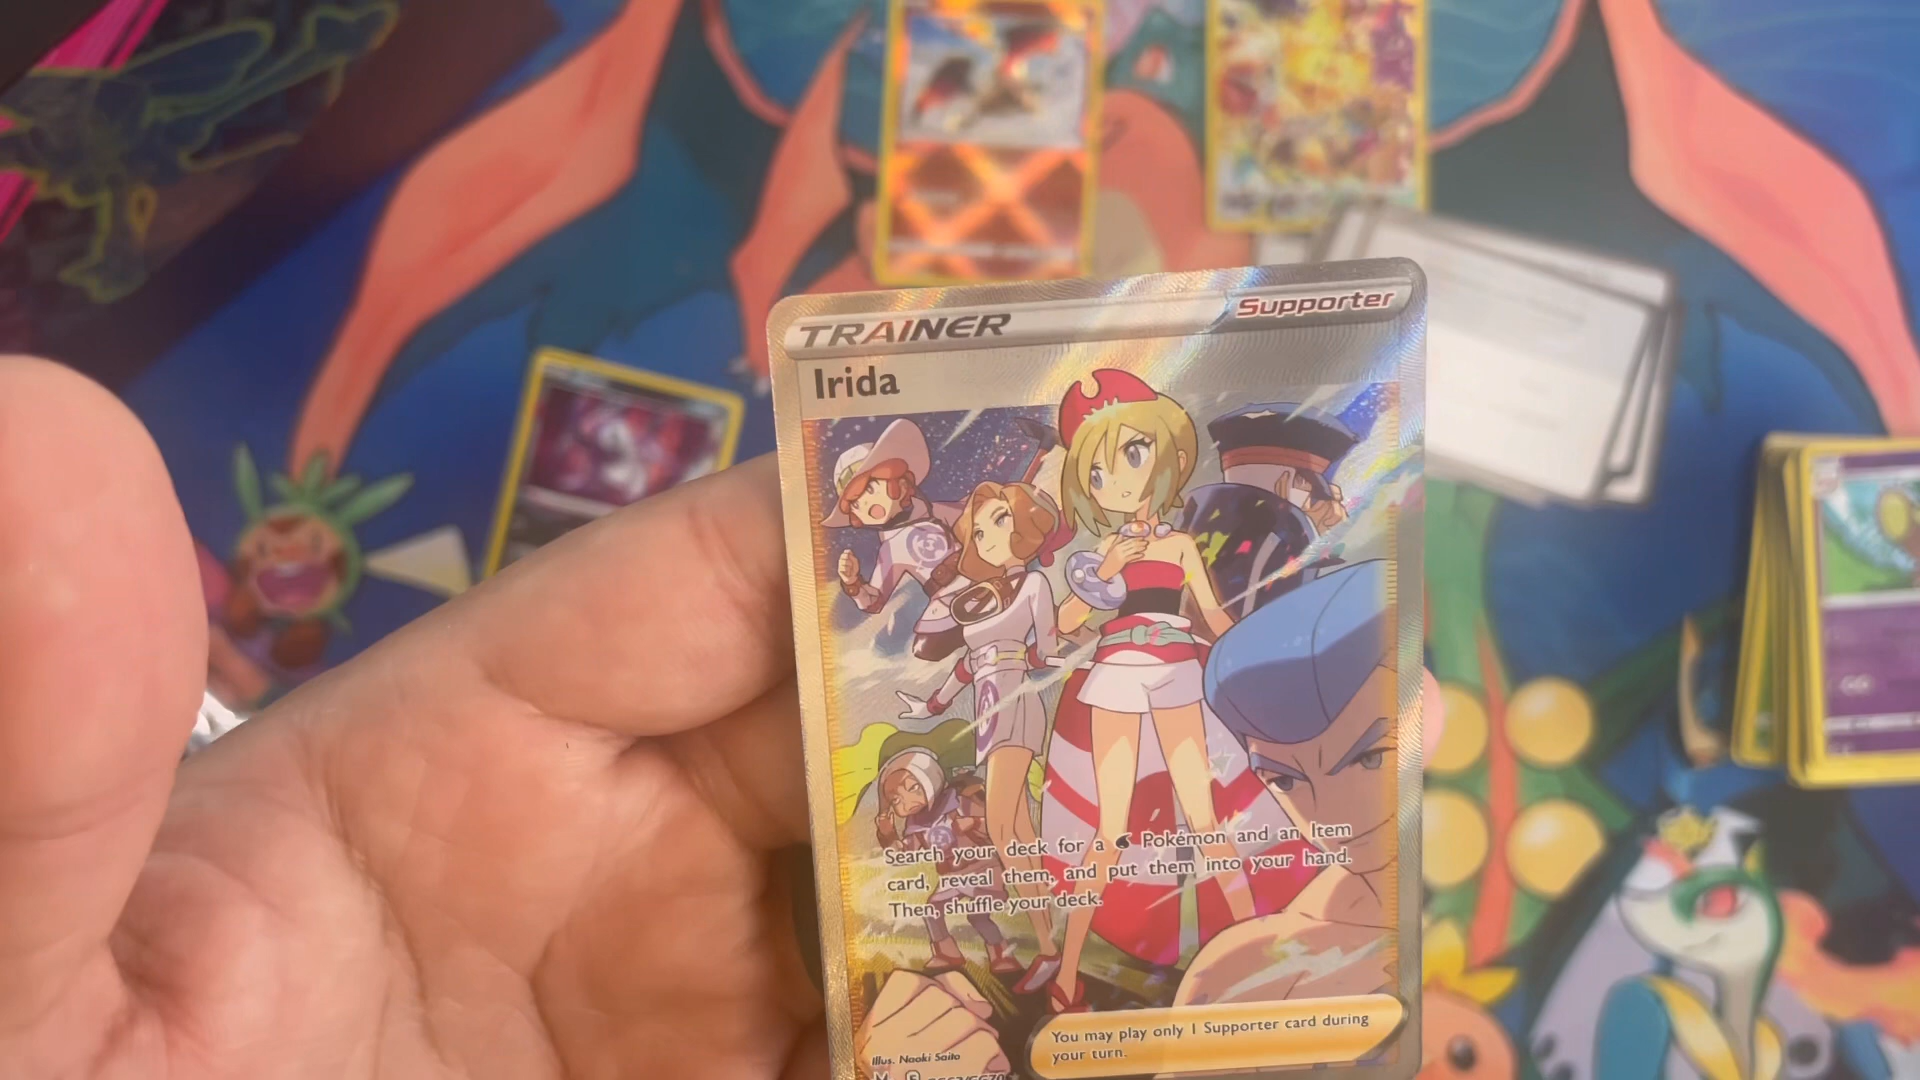 TRAINER
Supporter
Irida
Search your deck for a Pokémon and an Item
card, reveal them, and put them into your hand.
Then, shuffle your deck.
You may play only 1 Supporter card during
your turn.
Illus. Naoki Saito